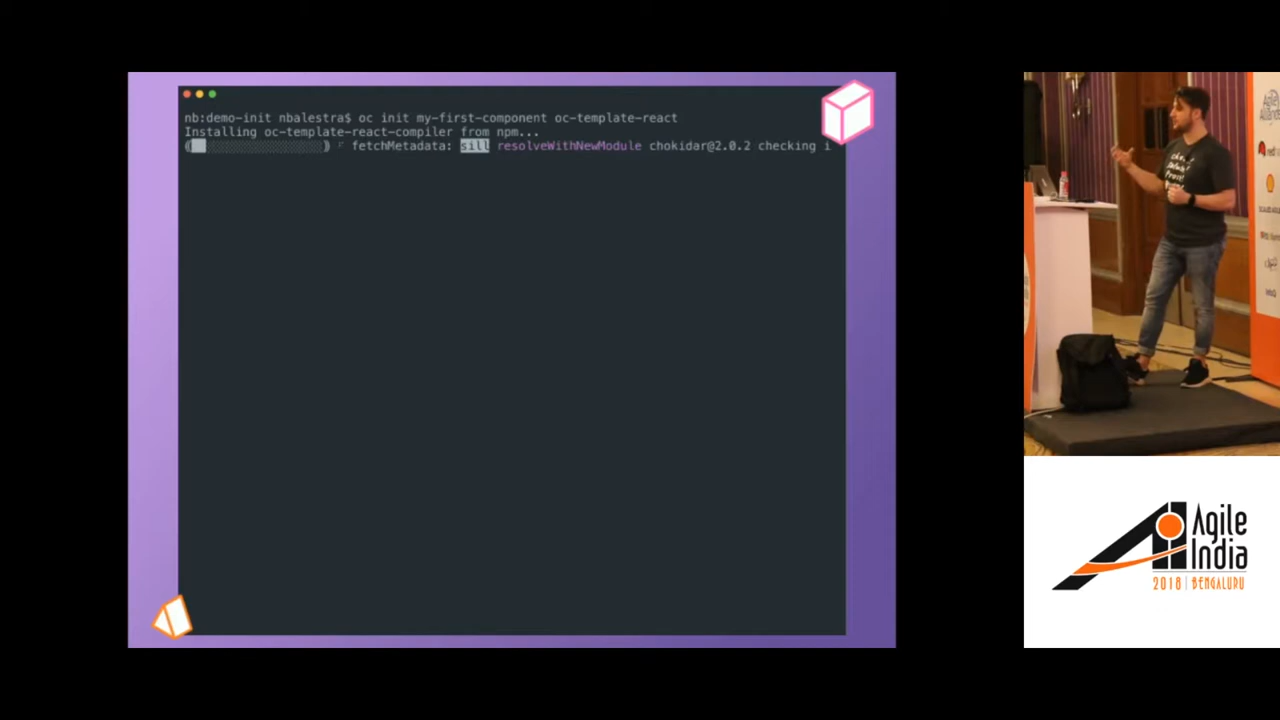 nb:demo-init nbalestra$ oc init my-first-component oc-template-react
Installing oc-template-react-compiler from npm...
fetchMetadata: sill resolveWithNewModule chokidar@2.0.2 checking i
Agile
India
2018 | BENGALURU